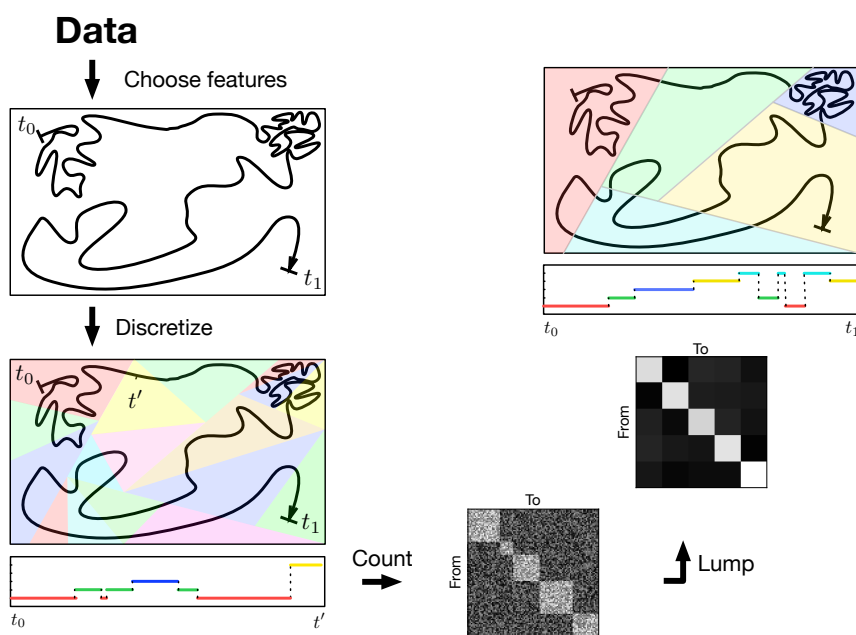 Data
Choose features
t₀
t₁
Discretize
t₀
t'
t₁
t₀
t'
Count
To
From
Lump
To
From
t₀
t₁